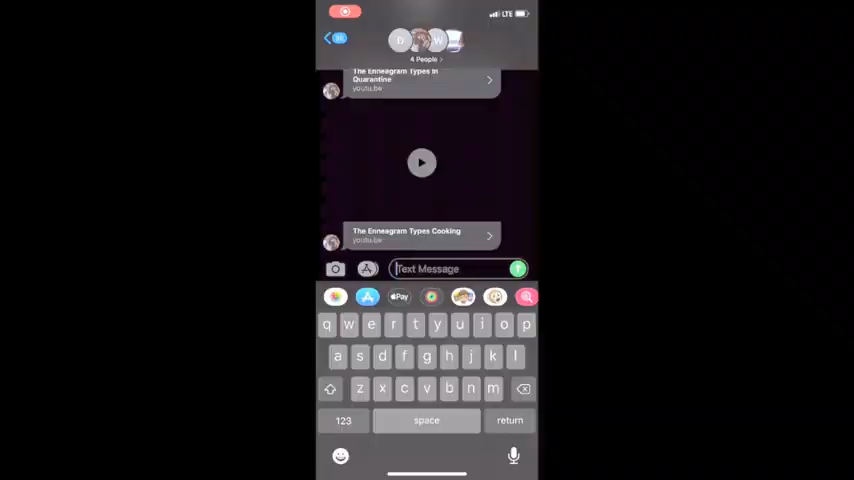 LTE
D
W
4 People >
The Enneagram Types In
Quarantine
youtu.be
The Enneagram Types Cooking
youtu.be
Text Message
Pay
q w e r t y u i o p
a s d f g h j k l
z x c v b n m
123 space return